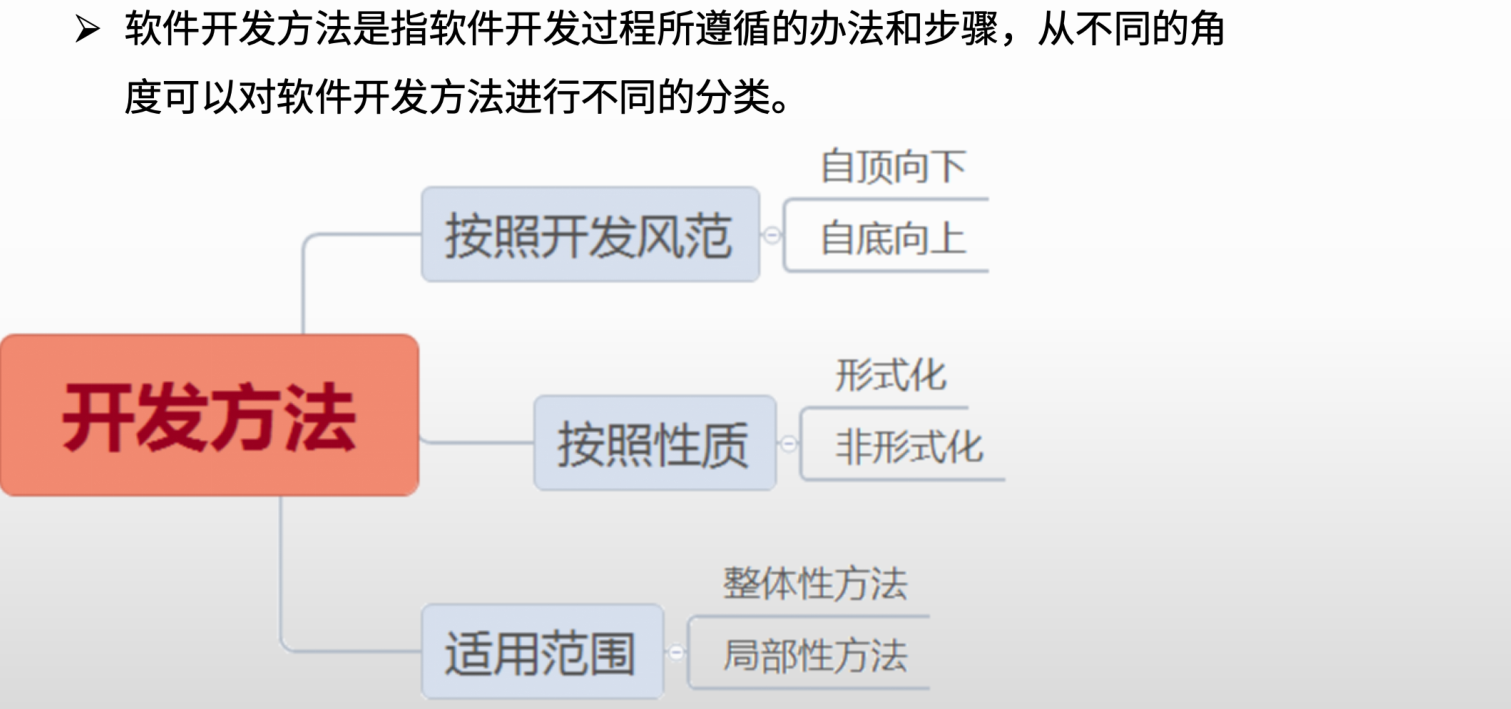 软件开发方法是指软件开发过程所遵循的办法和步骤，从不同的角
度可以对软件开发方法进行不同的分类。
开发方法
按照开发风范
自顶向下
自底向上
按照性质
形式化
非形式化
适用范围
整体性方法
局部性方法